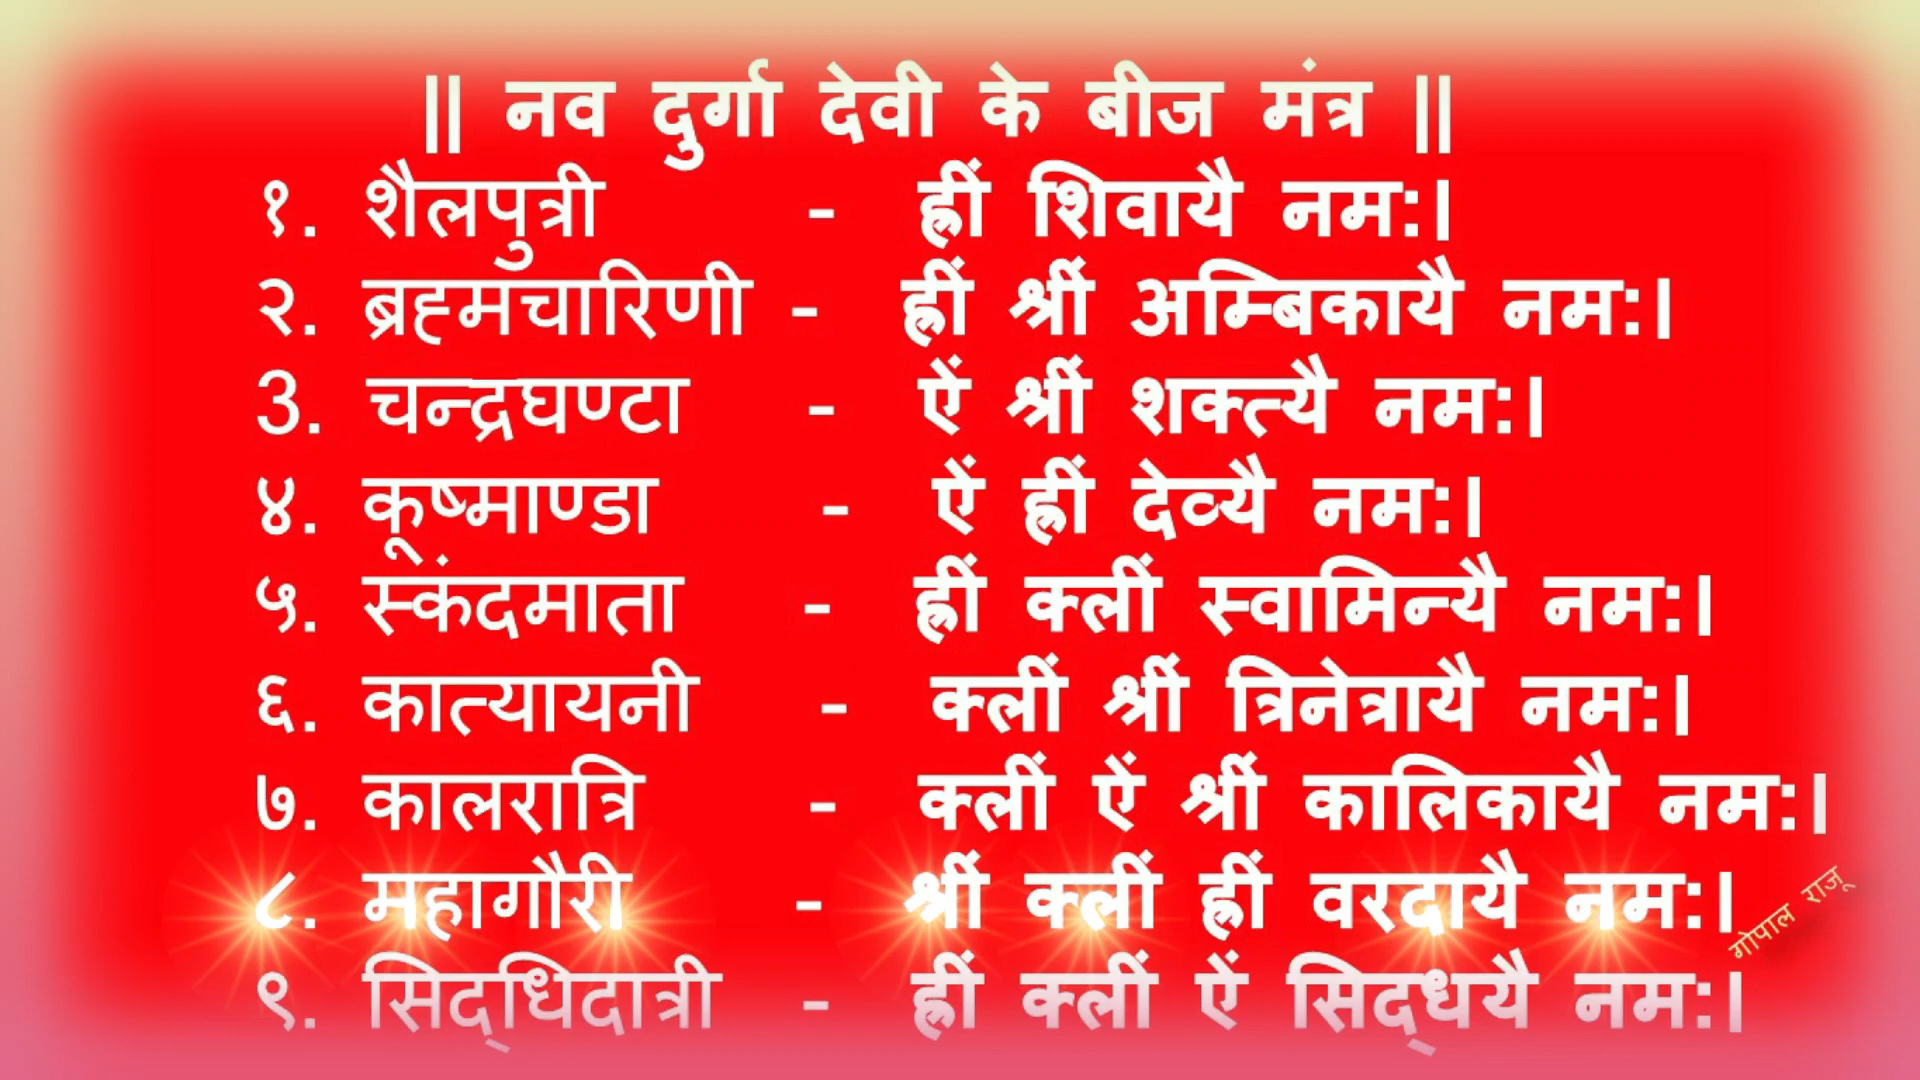 || नव दुर्गा देवी के बीज मंत्र ||
१. शैलपुत्री - ह्रीं शिवायै नम:।
२. ब्रह्मचारिणी - ह्रीं श्रीं अम्बिकायै नम:।
3. चन्द्रघण्टा - ऐं श्रीं शक्त्यै नम:।
४. कूष्माण्डा - ऐं ह्रीं देव्यै नम:।
५. स्कंदमाता - ह्रीं क्लीं स्वामिन्यै नम:।
६. कात्यायनी - क्लीं श्रीं त्रिनेत्रायै नम:।
७. कालरात्रि - क्लीं ऐं श्रीं कालिकायै नम:।
८. महागौरी - श्रीं क्लीं ह्रीं वरदायै नम:।
गोपाल राजू
९. सिद्धिदात्री - ह्रीं क्लीं ऐं सिद्धयै नम:।